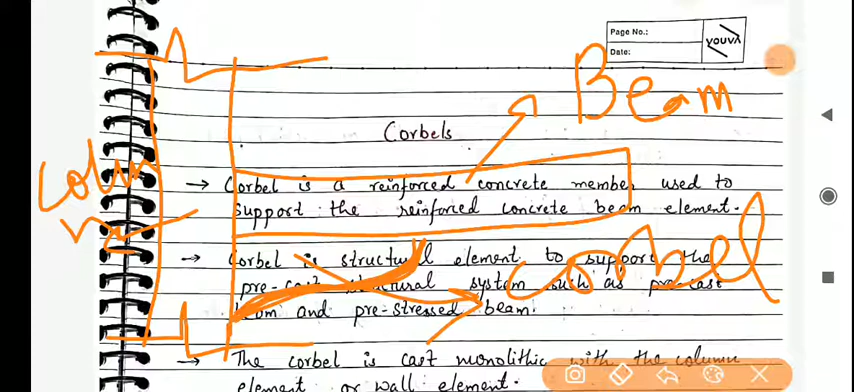 Page No.:
Date:
YOUVA
Beam
Corbels
Column
→ Corbel is a reinforced concrete member used to
support the reinforced concrete beam element.
→ Corbel is structural element to support the
pre-cast structural system such as pre-cast
beam and pre-stressed beam.
corbel
→ The corbel is cast monolithic with the column
element or wall element.